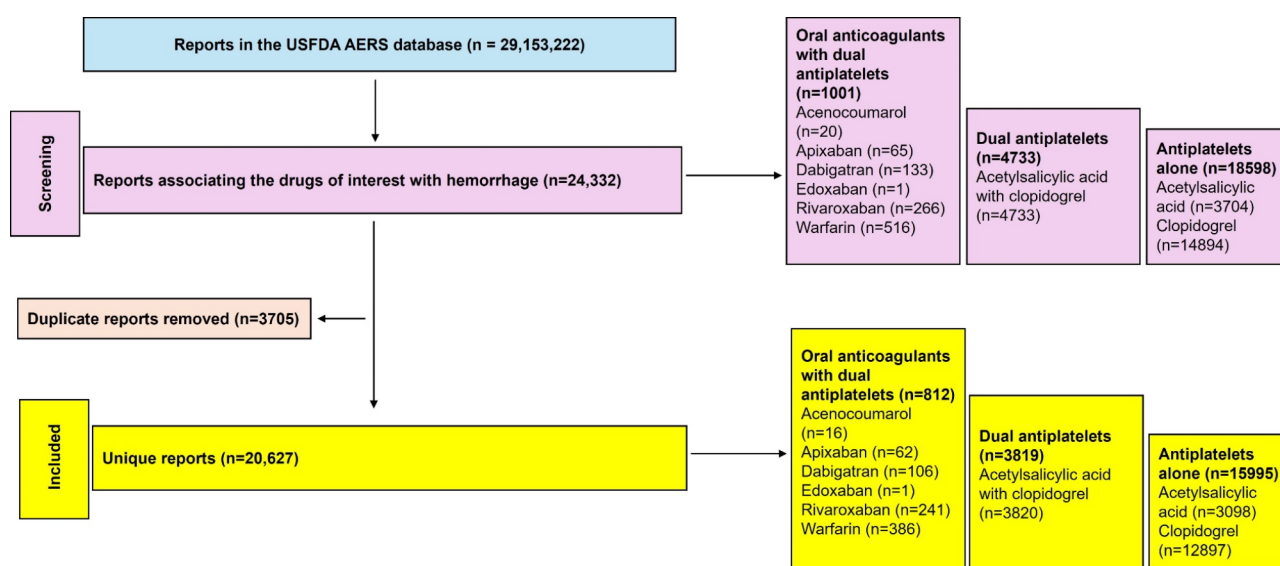 Reports in the USFDA AERS database (n = 29,153,222)
Screening
Reports associating the drugs of interest with hemorrhage (n=24,332)
Oral anticoagulants
with dual
antiplatelets
(n=1001)
Acenocoumarol
(n=20)
Apixaban (n=65)
Dabigatran (n=133)
Edoxaban (n=1)
Rivaroxaban (n=266)
Warfarin (n=516)
Dual antiplatelets
(n=4733)
Acetylsalicylic acid
with clopidogrel
(n=4733)
Antiplatelets
alone (n=18598)
Acetylsalicylic
acid (n=3704)
Clopidogrel
(n=14894)
Duplicate reports removed (n=3705)
Included
Unique reports (n=20,627)
Oral anticoagulants
with dual
antiplatelets (n=812)
Acenocoumarol
(n=16)
Apixaban (n=62)
Dabigatran (n=106)
Edoxaban (n=1)
Rivaroxaban (n=241)
Warfarin (n=386)
Dual antiplatelets
(n=3819)
Acetylsalicylic acid
with clopidogrel
(n=3820)
Antiplatelets
alone (n=15995)
Acetylsalicylic
acid (n=3098)
Clopidogrel
(n=12897)